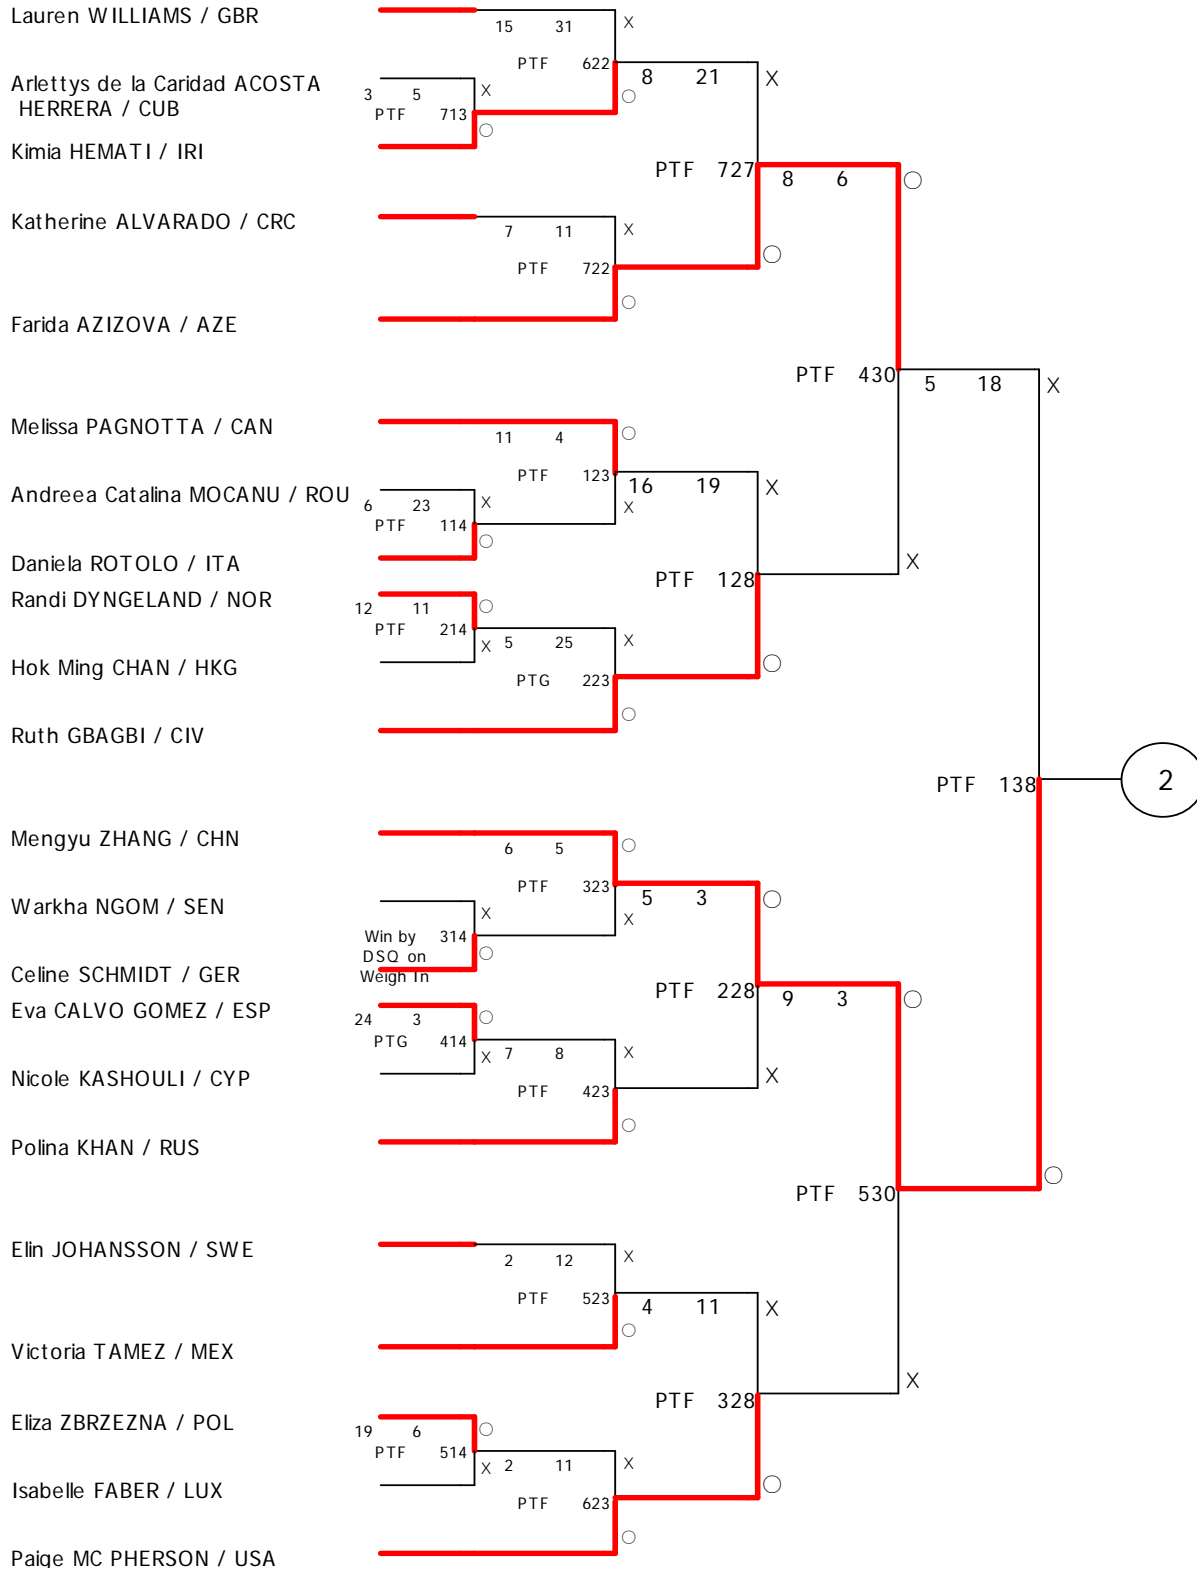 Lauren WILLIAMS / GBR
15 31 X
PTF 622
8 21 X
Arlettys de la Caridad ACOSTA
HERRERA / CUB
3 5 X
PTF 713
Kimia HEMATI / IRI
PTF 727
8 6
Katherine ALVARADO / CRC
7 11 X
PTF 722
Farida AZIZOVA / AZE
PTF 430
5 18 X
Melissa PAGNOTTA / CAN
11 4
PTF 123
16 19 X
Andreea Catalina MOCANU / ROU
6 23 X
PTF 114
X
Daniela ROTOLO / ITA
X
PTF 128
Randi DYNGELAND / NOR
12 11
PTF 214
X 5 25 X
Hok Ming CHAN / HKG
PTG 223
Ruth GBAGBI / CIV
PTF 138
2
Mengyu ZHANG / CHN
6 5
PTF 323
5 3
Warkha NGOM / SEN
X
X
Win by 314
DSQ on
Weigh In
Celine SCHMIDT / GER
PTF 228
9 3
Eva CALVO GOMEZ / ESP
24 3
PTG 414
X 7 8 X
Nicole KASHOULI / CYP
X
PTF 423
Polina KHAN / RUS
PTF 530
Elin JOHANSSON / SWE
2 12 X
PTF 523
4 11 X
Victoria TAMEZ / MEX
X
PTF 328
Eliza ZBRZEZNA / POL
19 6
PTF 514
X 2 11 X
Isabelle FABER / LUX
PTF 623
Paige MC PHERSON / USA